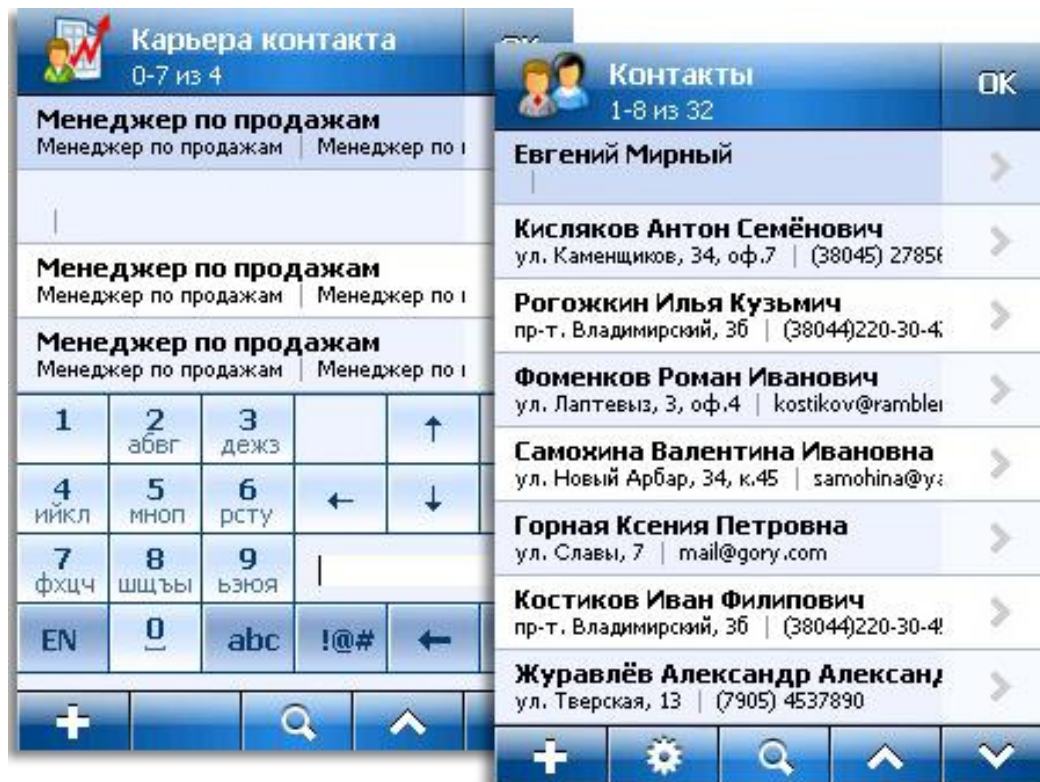 Карьера контакта
0-7 из 4
Менеджер по продажам
Менеджер по продажам | Менеджер по
Менеджер по продажам
Менеджер по продажам | Менеджер по
Менеджер по продажам
Менеджер по продажам | Менеджер по
1 2 3
абвг дежз
4 5 6
ийкл мноп рсту
7 8 9
фхцч шщъы ьэюя
EN 0 abc !@#
Контакты
OK
1-8 из 32
Евгений Мирный
Кисляков Антон Семёнович
ул. Каменщиков, 34, оф.7 | (38045) 2785
Рогожкин Илья Кузьмич
пр-т. Владимирский, 36 | (38044)220-30-4
Фоменков Роман Иванович
ул. Лаптевыз, 3, оф.4 | kostikov@rambler
Самохина Валентина Ивановна
ул. Новый Арбар, 34, к.45 | samohina@ya
Горная Ксения Петровна
ул. Славы, 7 | mail@gory.com
Костиков Иван Филипович
пр-т. Владимирский, 36 | (38044)220-30-4
Журавлёв Александр Александ
ул. Тверская, 13 | (7905) 4537890